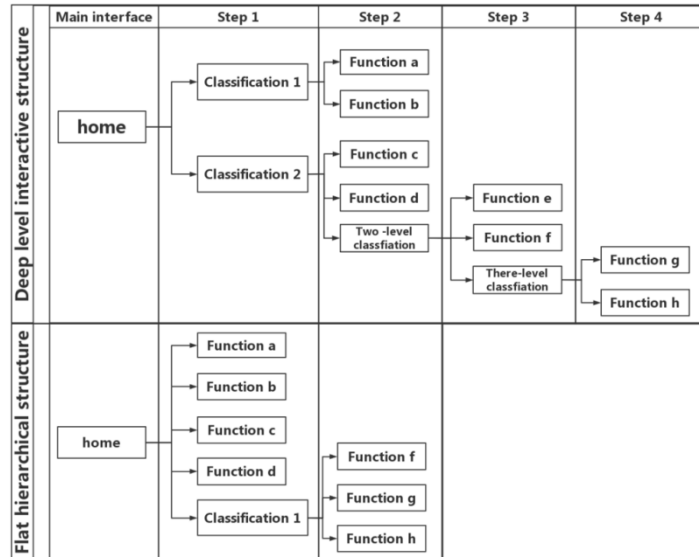 Main interface
Step 1
Step 2
Step 3
Step 4
Deep level interactive structure
home
Classification 1
Classification 2
Function a
Function b
Function c
Function d
Two -level
classfiation
Function e
Function f
There-level
classfiation
Function g
Function h
Flat hierarchical structure
home
Function a
Function b
Function c
Function d
Classification 1
Function f
Function g
Function h